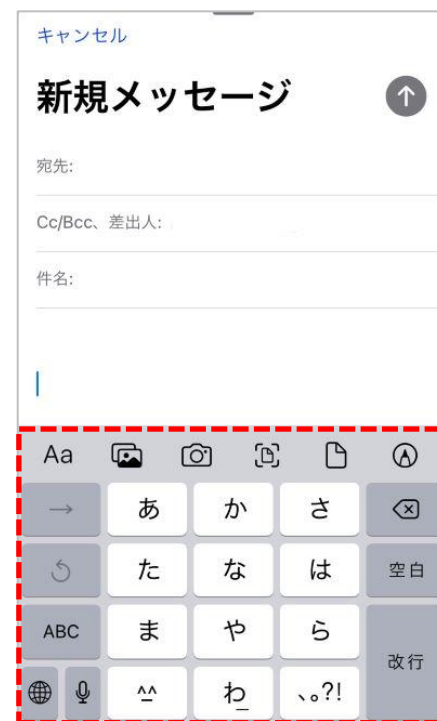 キャンセル
新規メッセージ
宛先:
Cc/Bcc、差出人:
件名:
Aa
→ あ か さ
た な は 空白
ABC ま や ら 改行
^^ わ_ 、。?!